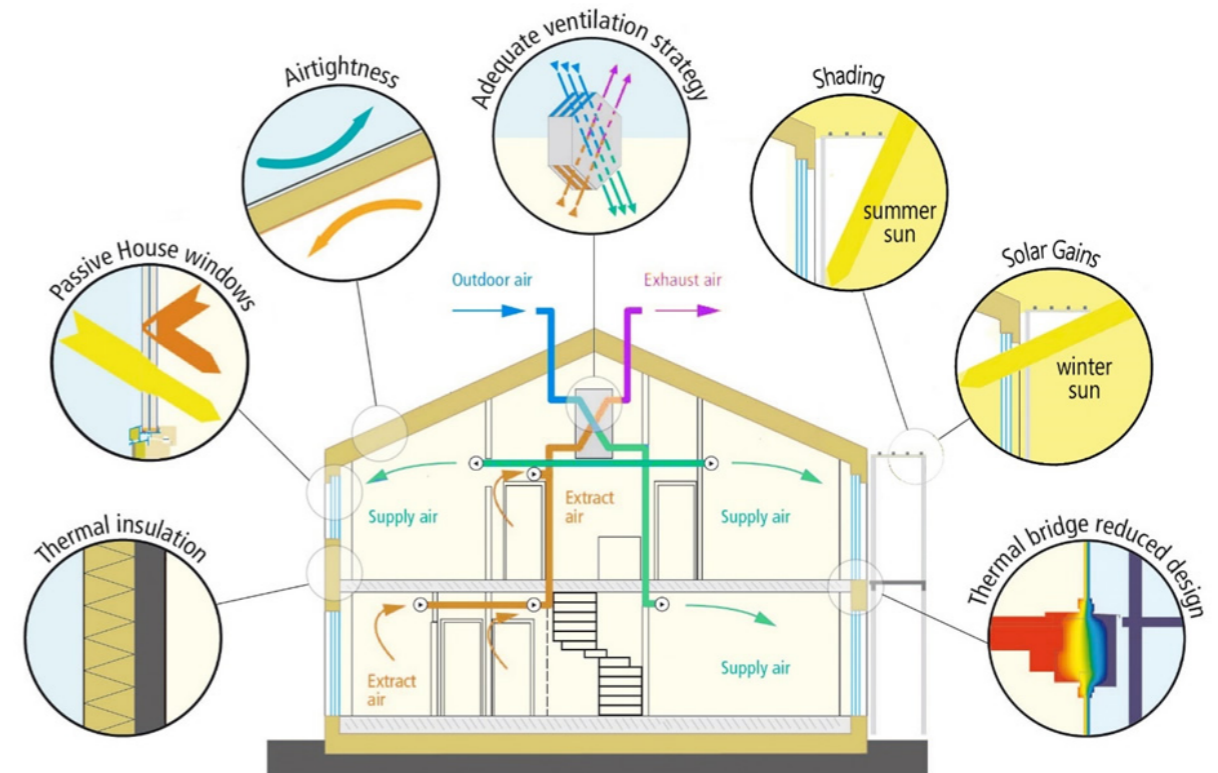 Adequate ventilation strategy
Airtightness
Shading
summer
sun
Passive House windows
Solar Gains
winter
sun
Outdoor air
Exhaust air
Supply air
Extract
air
Supply air
Thermal insulation
Thermal bridge reduced design
Extract
air
Supply air